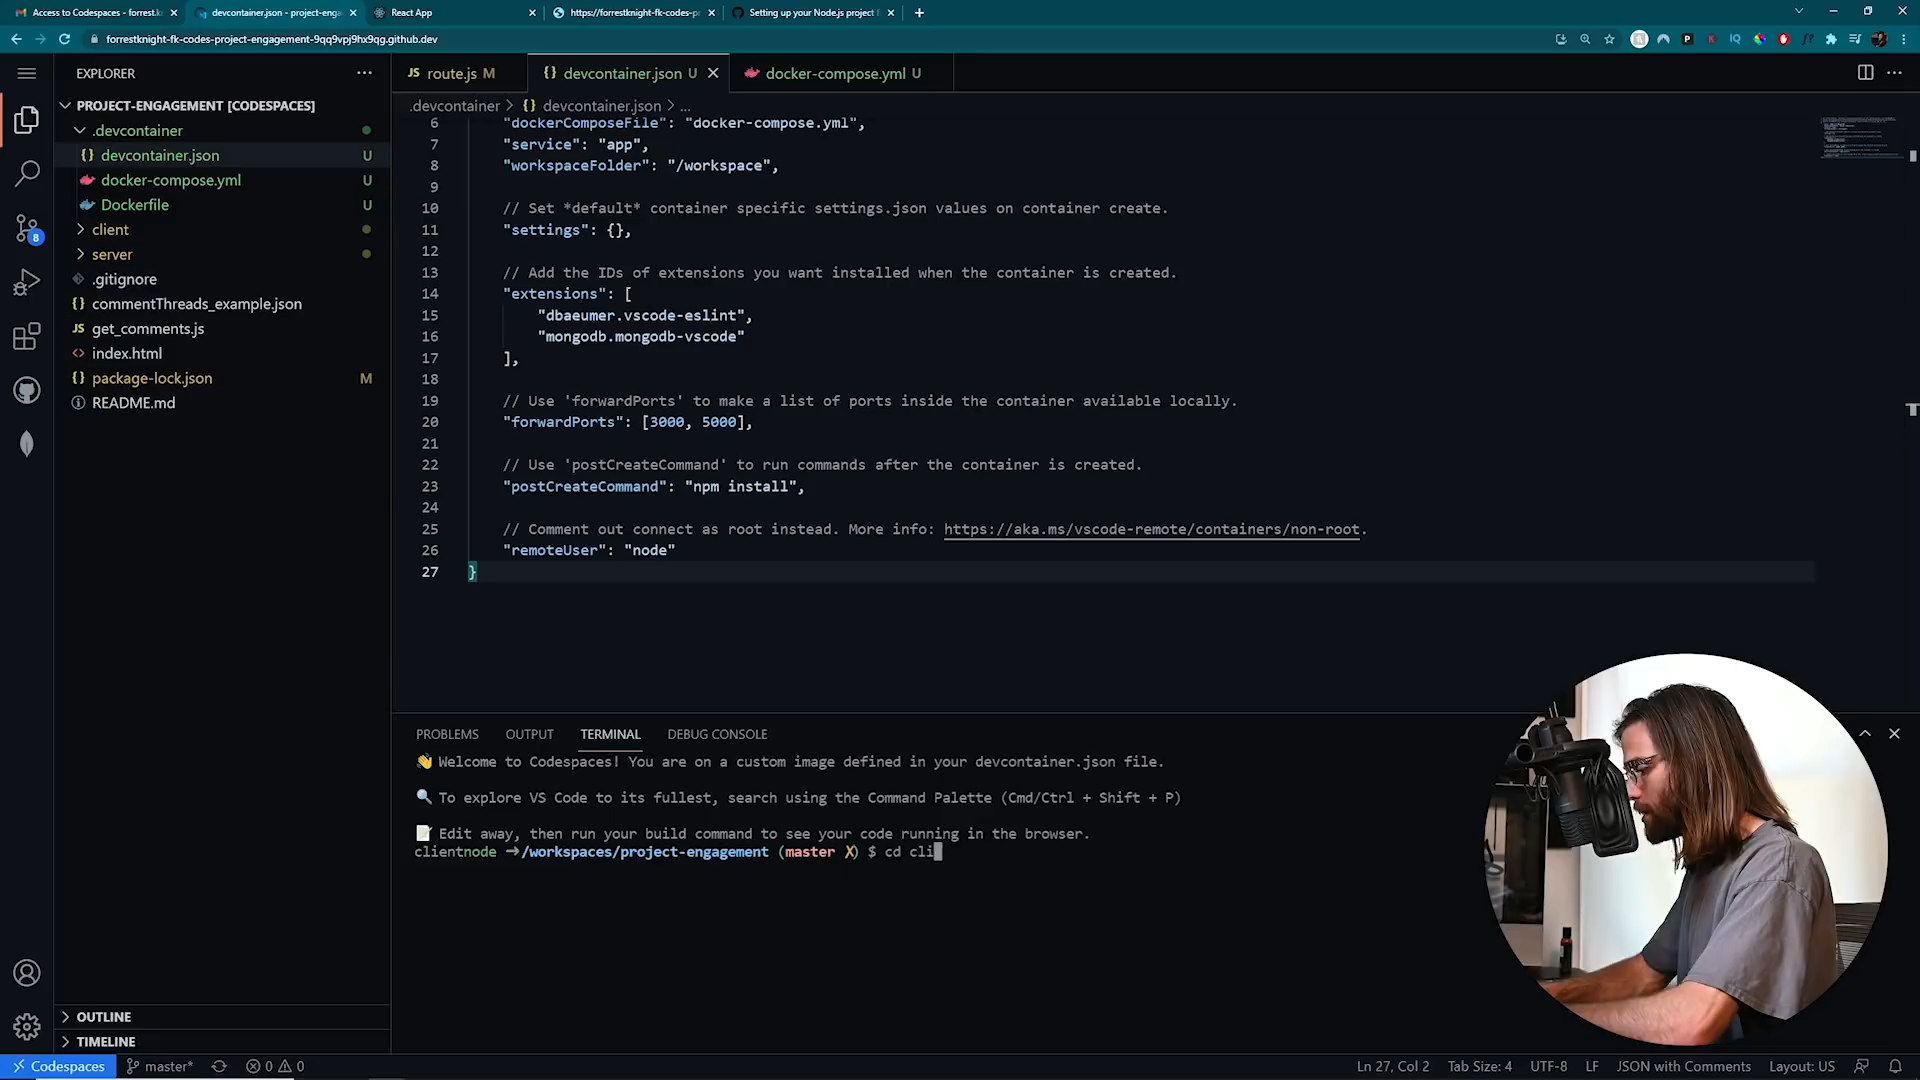 Access to Codespaces - forrest.k
devcontainer.json - project-enga
React App
https://forrestknight-fk-codes-p
Setting up your Node.js project f
forrestknight-fk-codes-project-engagement-9qq9vpj9hx9qg.github.dev
EXPLORER
PROJECT-ENGAGEMENT [CODESPACES]
.devcontainer
{} devcontainer.json U
docker-compose.yml U
Dockerfile U
client
server
.gitignore
{} commentThreads_example.json
JS get_comments.js
<> index.html
{} package-lock.json M
README.md
8
OUTLINE
TIMELINE
JS route.js M
{} devcontainer.json U
docker-compose.yml U
.devcontainer > {} devcontainer.json > ...
6 "dockerComposeFile": "docker-compose.yml",
7 "service": "app",
8 "workspaceFolder": "/workspace",
9
10 // Set *default* container specific settings.json values on container create.
11 "settings": {},
12
13 // Add the IDs of extensions you want installed when the container is created.
14 "extensions": [
15 "dbaeumer.vscode-eslint",
16 "mongodb.mongodb-vscode"
17 ],
18
19 // Use 'forwardPorts' to make a list of ports inside the container available locally.
20 "forwardPorts": [3000, 5000],
21
22 // Use 'postCreateCommand' to run commands after the container is created.
23 "postCreateCommand": "npm install",
24
25 // Comment out connect as root instead. More info: https://aka.ms/vscode-remote/containers/non-root.
26 "remoteUser": "node"
27 }
PROBLEMS OUTPUT TERMINAL DEBUG CONSOLE
👋 Welcome to Codespaces! You are on a custom image defined in your devcontainer.json file.
🔍 To explore VS Code to its fullest, search using the Command Palette (Cmd/Ctrl + Shift + P)
📝 Edit away, then run your build command to see your code running in the browser.
clientnode →/workspaces/project-engagement (master ✗) $ cd cli
Codespaces master* 0 0 Ln 27, Col 2 Tab Size: 4 UTF-8 LF JSON with Comments Layout: US